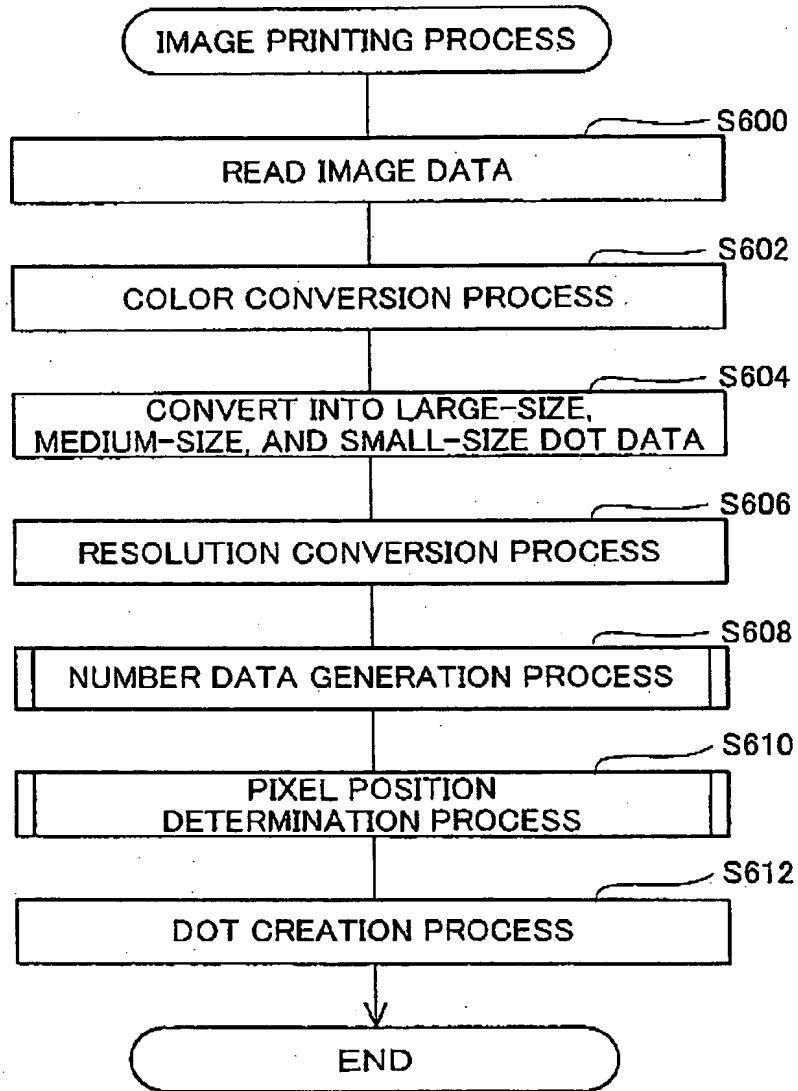 IMAGE PRINTING PROCESS
S600
READ IMAGE DATA
S602
COLOR CONVERSION PROCESS
S604
CONVERT INTO LARGE-SIZE,
MEDIUM-SIZE, AND SMALL-SIZE DOT DATA
S606
RESOLUTION CONVERSION PROCESS
S608
NUMBER DATA GENERATION PROCESS
S610
PIXEL POSITION
DETERMINATION PROCESS
S612
DOT CREATION PROCESS
END